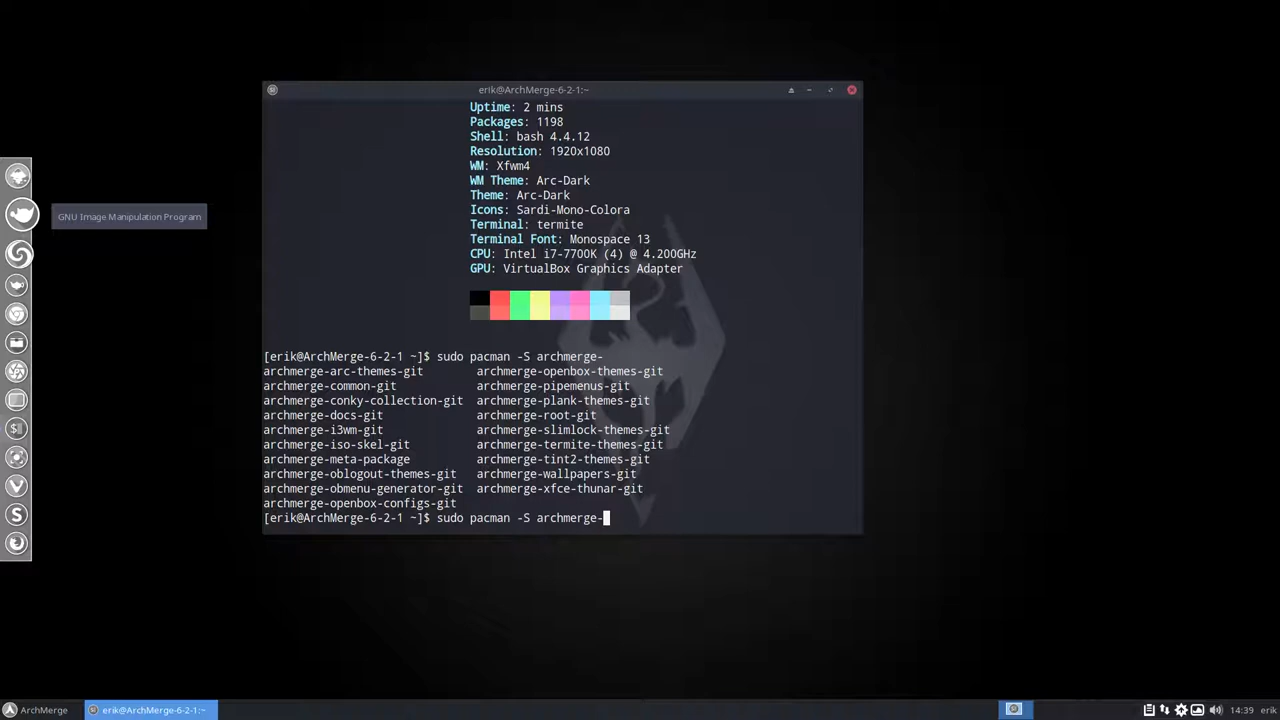 erik@ArchMerge-6-2-1:~
Uptime: 2 mins
Packages: 1198
Shell: bash 4.4.12
Resolution: 1920x1080
WM: Xfwm4
WM Theme: Arc-Dark
Theme: Arc-Dark
Icons: Sardi-Mono-Colora
Terminal: termite
Terminal Font: Monospace 13
CPU: Intel i7-7700K (4) @ 4.200GHz
GPU: VirtualBox Graphics Adapter
GNU Image Manipulation Program
[erik@ArchMerge-6-2-1 ~]$ sudo pacman -S archmerge-
archmerge-arc-themes-git archmerge-openbox-themes-git
archmerge-common-git archmerge-pipemenus-git
archmerge-conky-collection-git archmerge-plank-themes-git
archmerge-docs-git archmerge-root-git
archmerge-i3wm-git archmerge-slimlock-themes-git
archmerge-iso-skel-git archmerge-termite-themes-git
archmerge-meta-package archmerge-tint2-themes-git
archmerge-oblogout-themes-git archmerge-wallpapers-git
archmerge-obmenu-generator-git archmerge-xfce-thunar-git
archmerge-openbox-configs-git
[erik@ArchMerge-6-2-1 ~]$ sudo pacman -S archmerge-
ArchMerge erik@ArchMerge-6-2-1:~ 14:39 erik